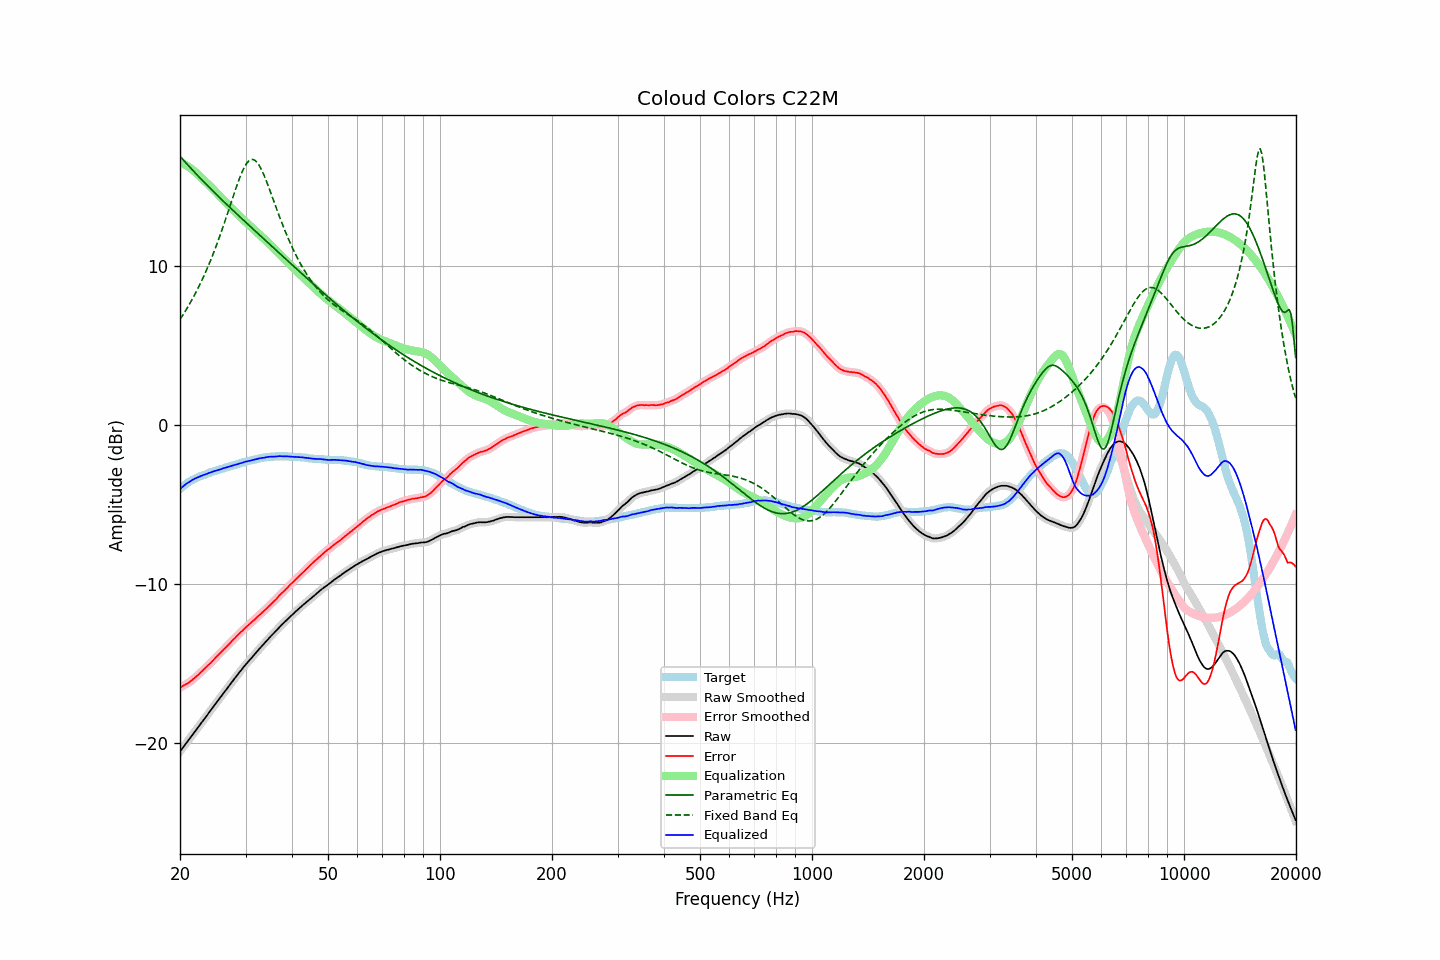 Coloud Colors C22M
Amplitude (dBr)
10
0
−10
−20
Target
Raw Smoothed
Error Smoothed
Raw
Error
Equalization
Parametric Eq
Fixed Band Eq
Equalized
20 50 100 200 500 1000 2000 5000 10000 20000
Frequency (Hz)